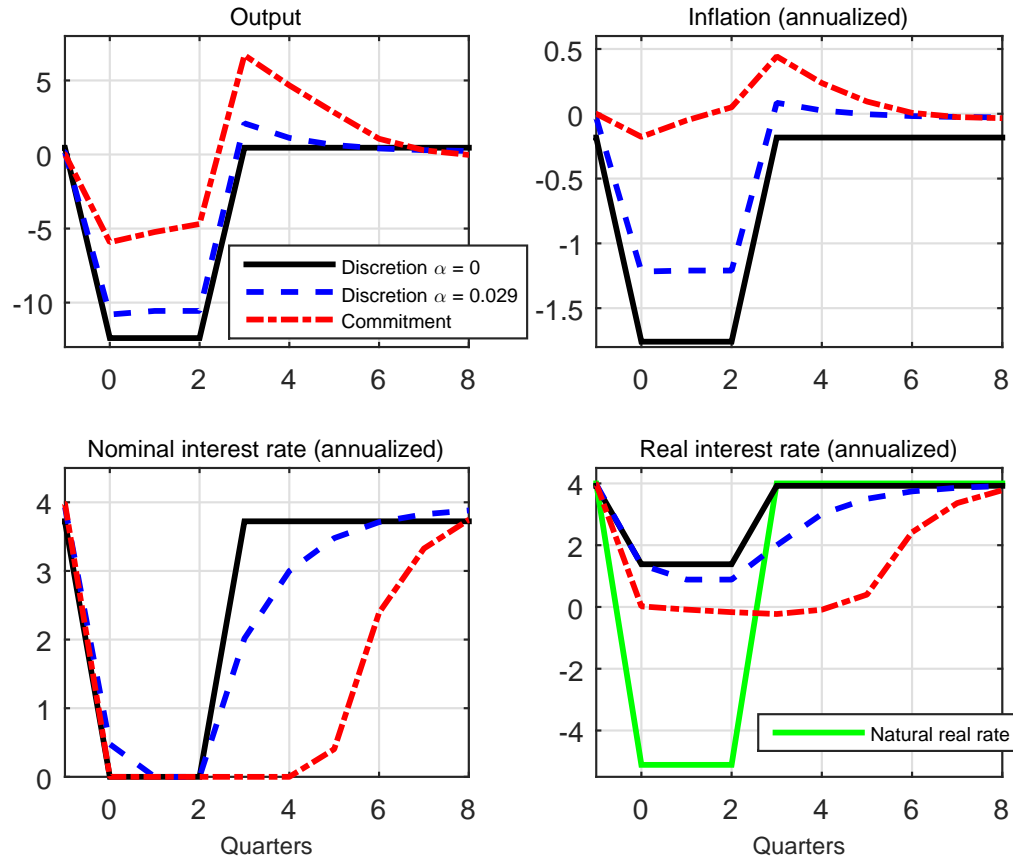 Output
5
0
-5
-10
0 2 4 6 8
Discretion α = 0
Discretion α = 0.029
Commitment
Inflation (annualized)
0.5
0
-0.5
-1
-1.5
0 2 4 6 8
Nominal interest rate (annualized)
4
3
2
1
0
0 2 4 6 8
Quarters
Real interest rate (annualized)
4
2
0
-2
-4
0 2 4 6 8
Natural real rate
Quarters